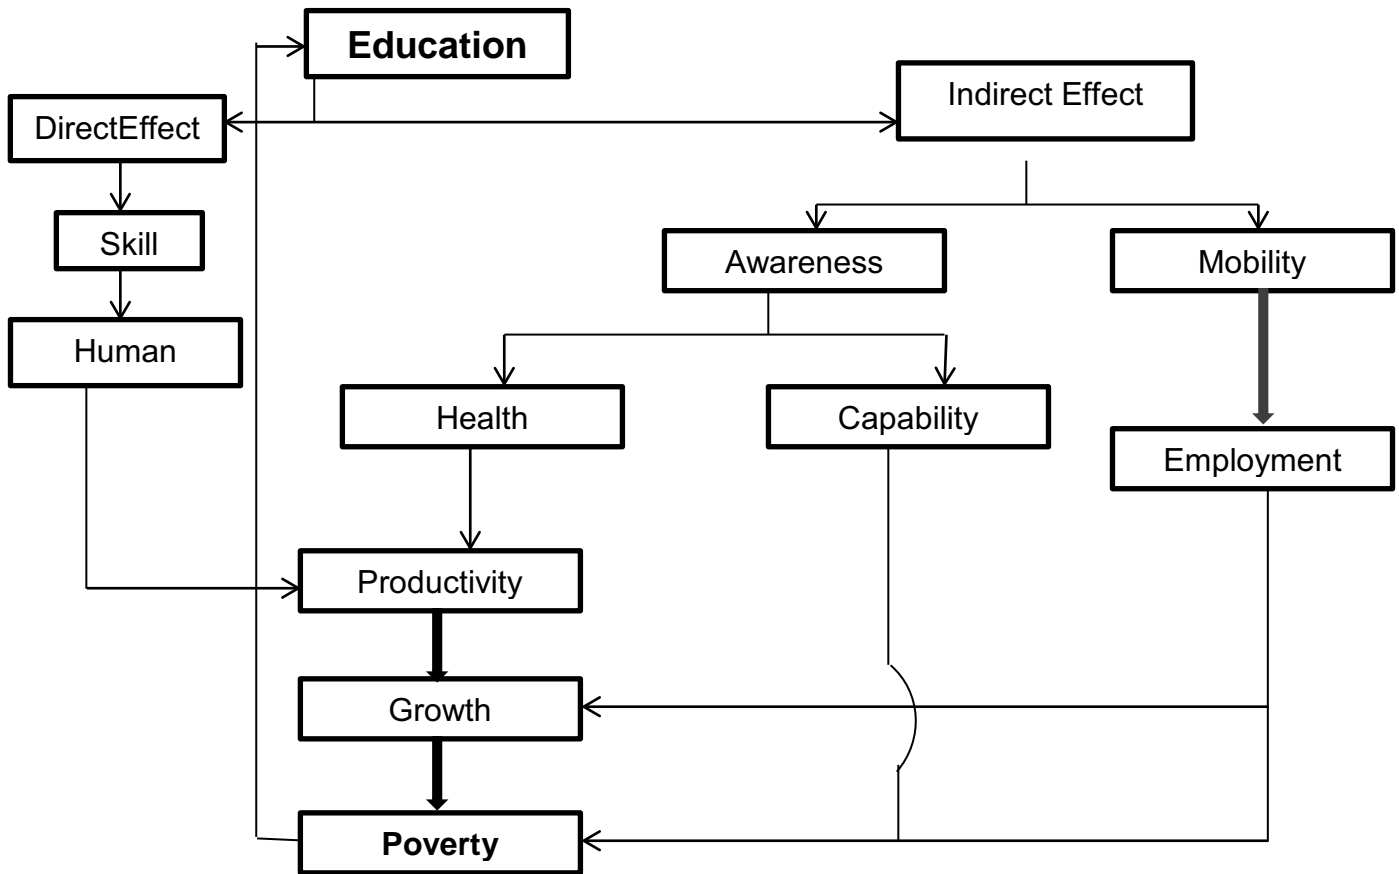 Education
Indirect Effect
DirectEffect
Skill
Awareness
Mobility
Human
Health
Capability
Employment
Productivity
Growth
Poverty